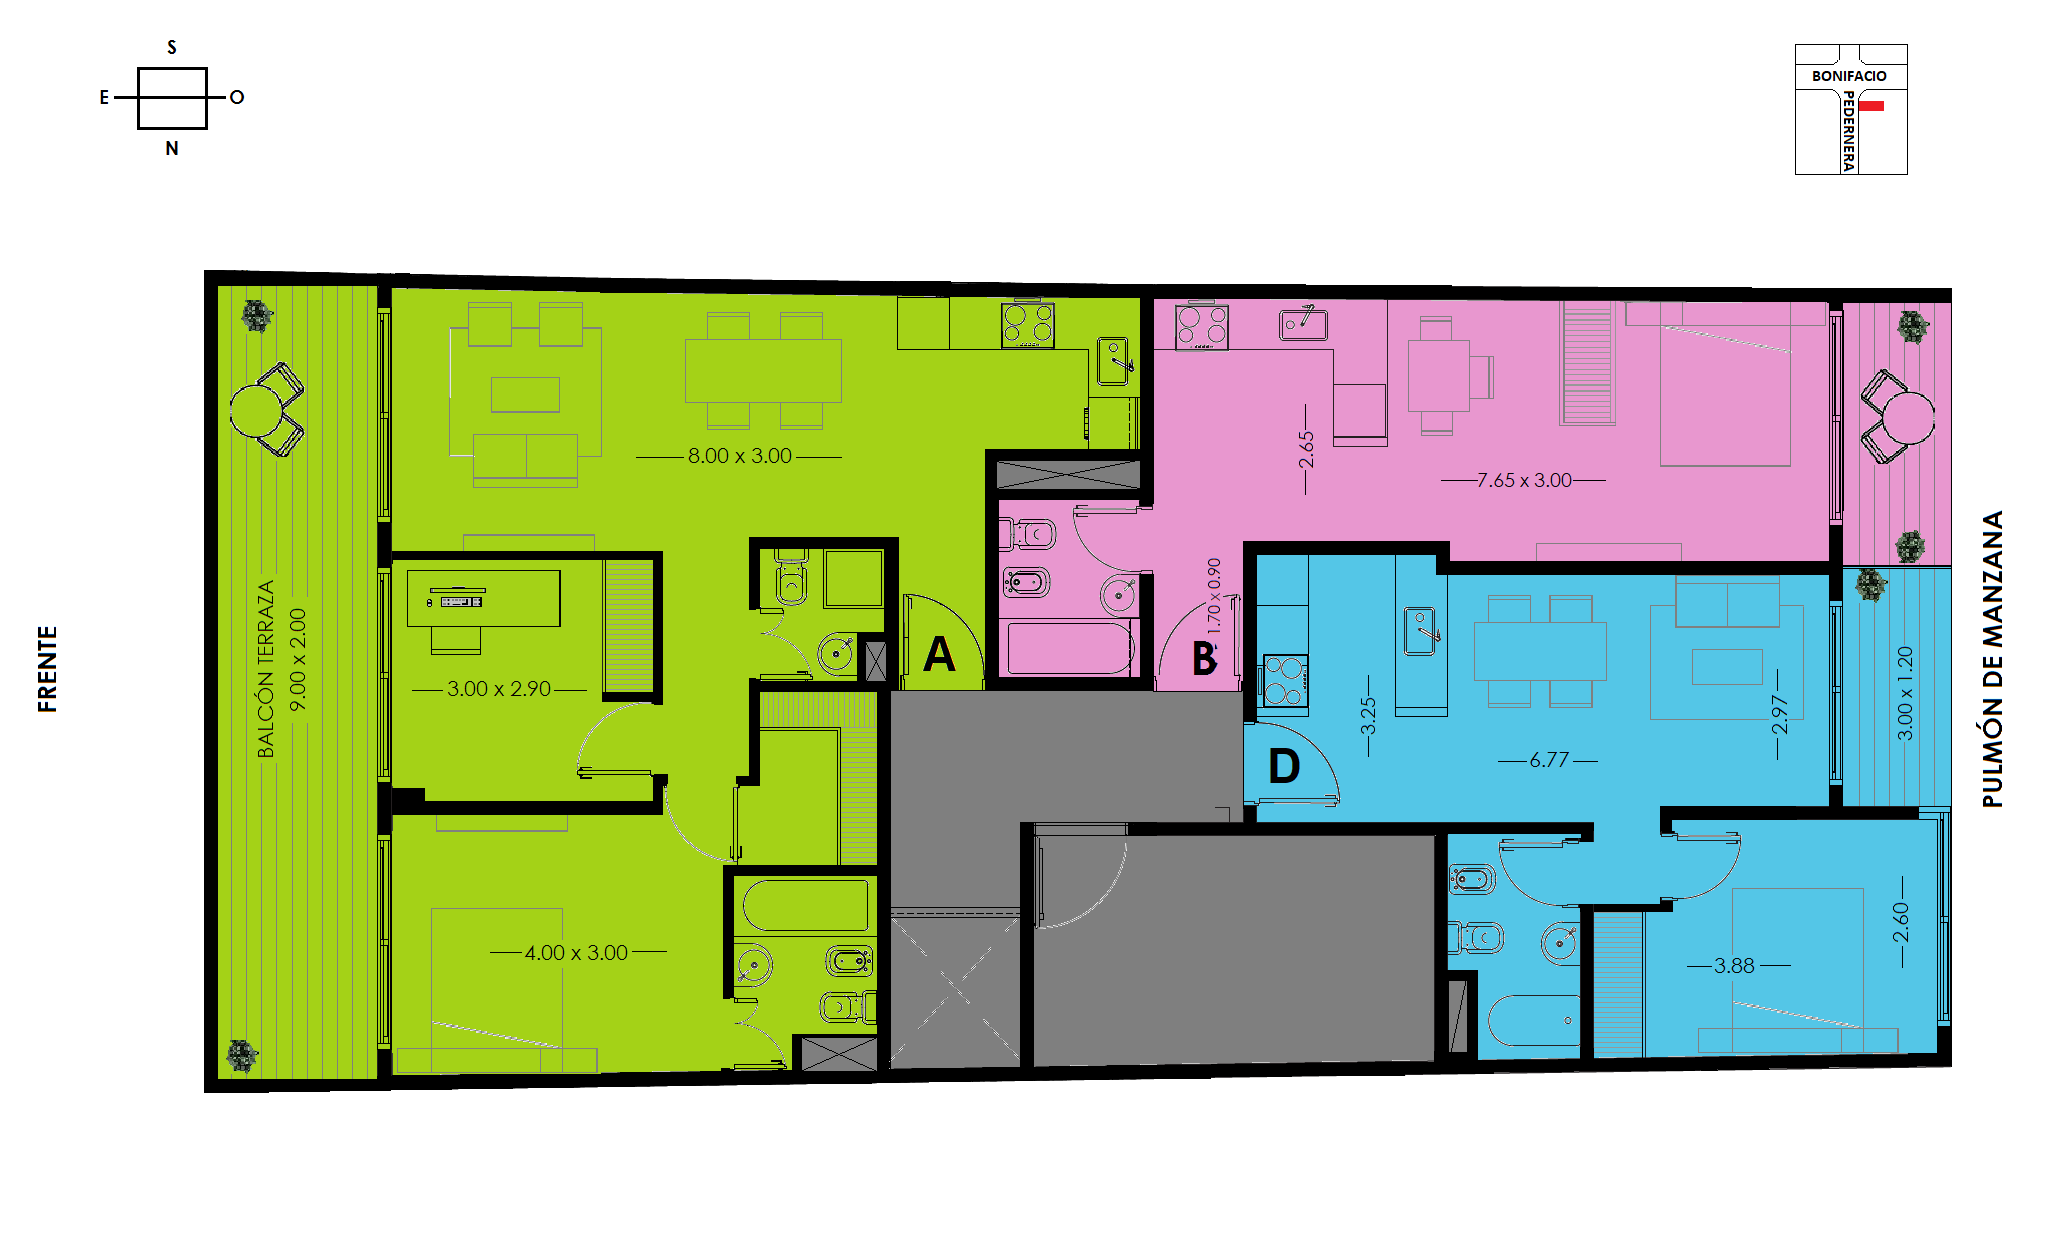 S
E
O
N
BONIFACIO
PEDERNERA
FRENTE
BALCÓN TERRAZA
9.00 x 2.00
8.00 x 3.00
3.00 x 2.90
4.00 x 3.00
A
2.65
7.65 x 3.00
1.70 x 0.90
B
3.25
D
6.77
2.97
3.00 x 1.20
3.88
2.60
PULMÓN DE MANZANA